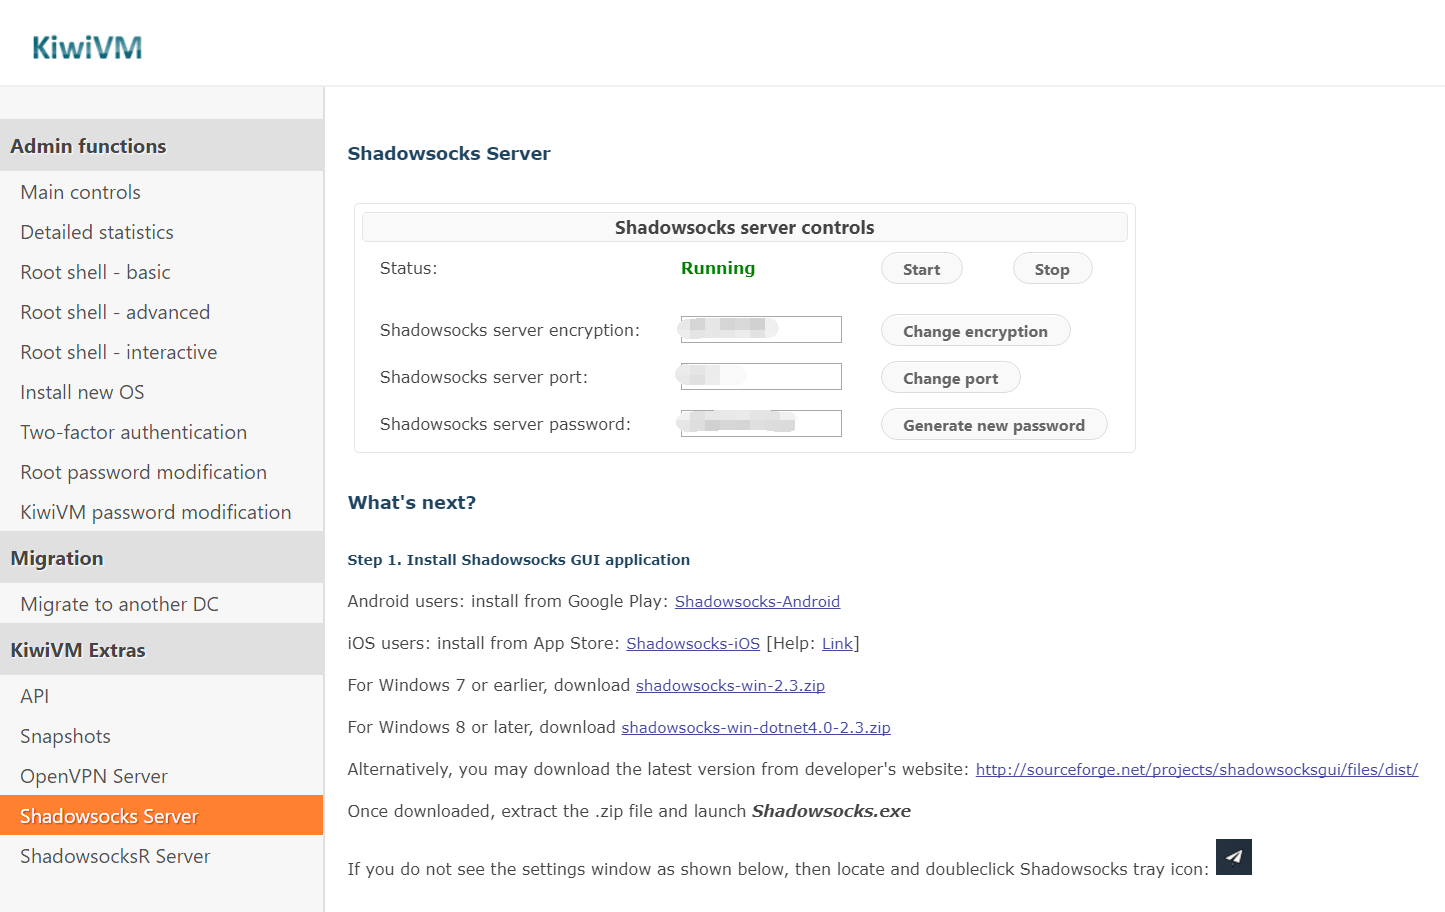 KiwiVM
Admin functions
Main controls
Detailed statistics
Root shell - basic
Root shell - advanced
Root shell - interactive
Install new OS
Two-factor authentication
Root password modification
KiwiVM password modification
Migration
Migrate to another DC
KiwiVM Extras
API
Snapshots
OpenVPN Server
Shadowsocks Server
ShadowsocksR Server
Shadowsocks Server
Shadowsocks server controls
Status: Running Start Stop
Shadowsocks server encryption: Change encryption
Shadowsocks server port: Change port
Shadowsocks server password: Generate new password
What's next?
Step 1. Install Shadowsocks GUI application
Android users: install from Google Play: Shadowsocks-Android
iOS users: install from App Store: Shadowsocks-iOS [Help: Link]
For Windows 7 or earlier, download shadowsocks-win-2.3.zip
For Windows 8 or later, download shadowsocks-win-dotnet4.0-2.3.zip
Alternatively, you may download the latest version from developer's website: http://sourceforge.net/projects/shadowsocksgui/files/dist/
Once downloaded, extract the .zip file and launch Shadowsocks.exe
If you do not see the settings window as shown below, then locate and doubleclick Shadowsocks tray icon: